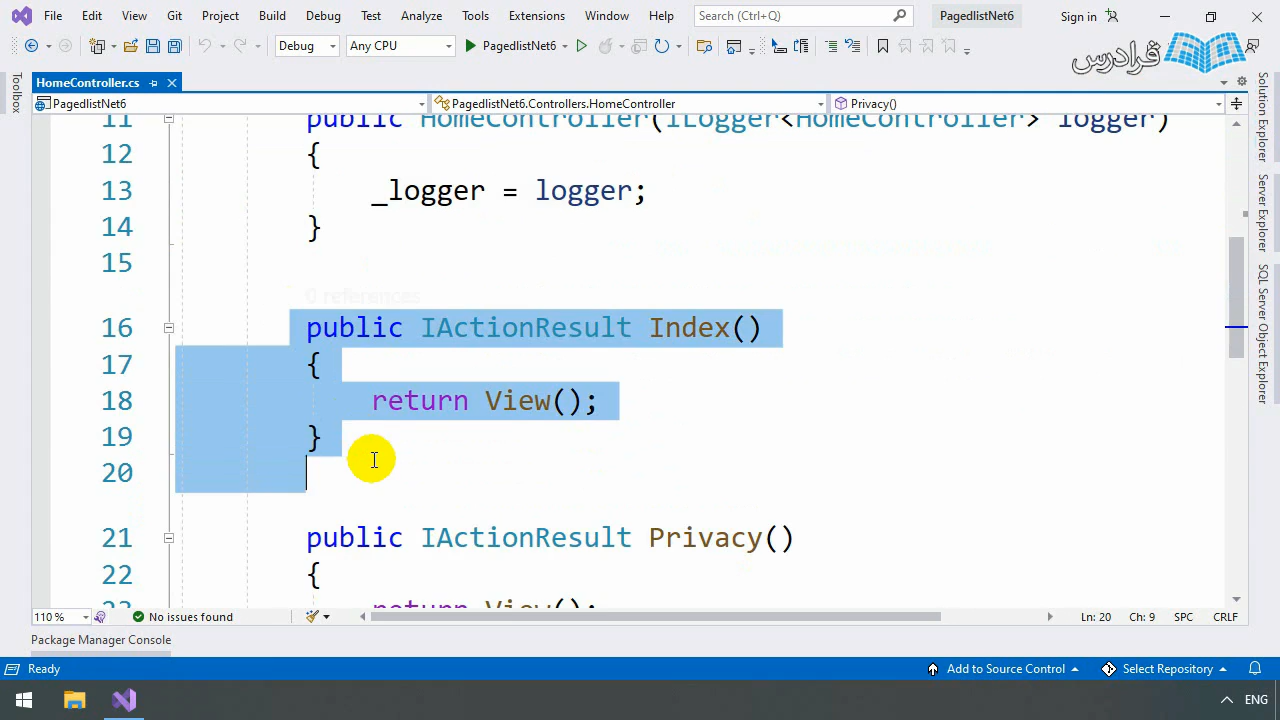 File Edit View Git Project Build Debug Test Analyze Tools Extensions Window Help Search (Ctrl+Q) PagedlistNet6 Sign in
Debug Any CPU PagedlistNet6
فرادرس
HomeController.cs
PagedlistNet6 PagedlistNet6.Controllers.HomeController Privacy()
Toolbox
Solution Explorer
Server Explorer
SQL Server Object Explorer
11 public HomeController(ILogger<HomeController> logger)
12 {
13 _logger = logger;
14 }
15
0 references
16 public IActionResult Index()
17 {
18 return View();
19 }
20
21 public IActionResult Privacy()
22 {
23 return View();
110 % No issues found Ln: 20 Ch: 9 SPC CRLF
Package Manager Console
Ready Add to Source Control Select Repository
ENG